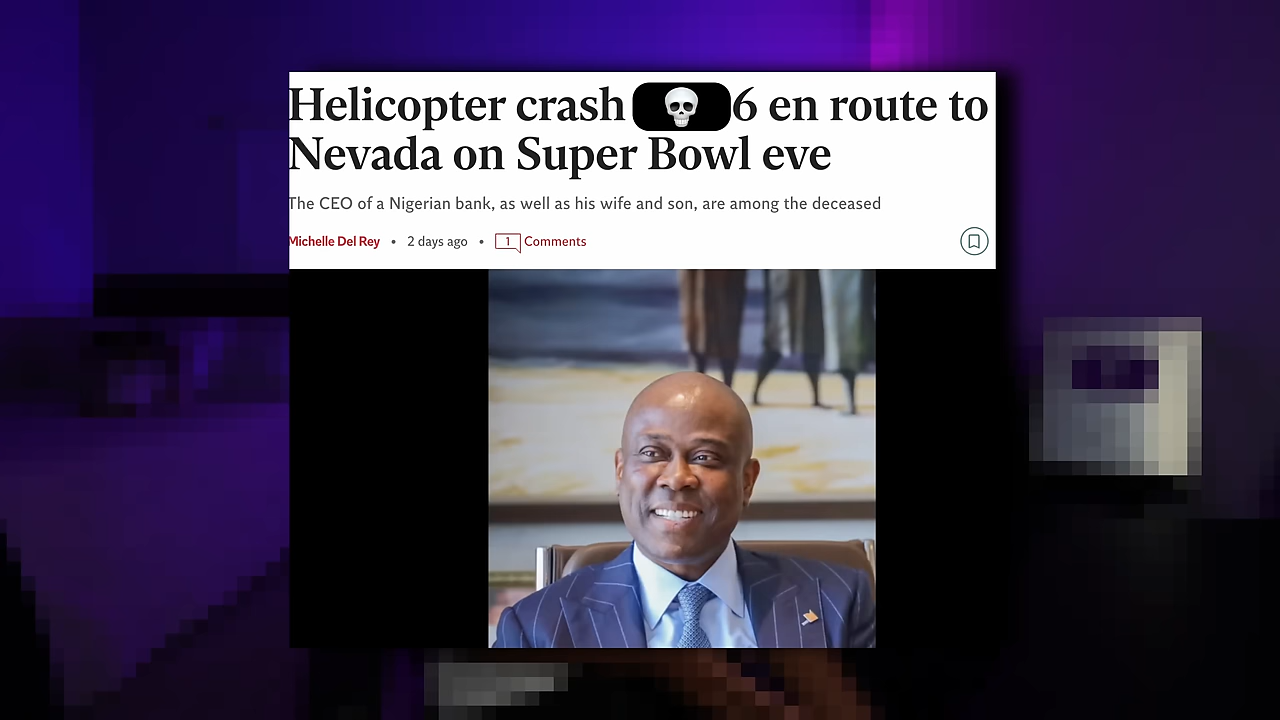 Helicopter crash 💀 6 en route to
Nevada on Super Bowl eve
The CEO of a Nigerian bank, as well as his wife and son, are among the deceased
Michelle Del Rey • 2 days ago • 1 Comments